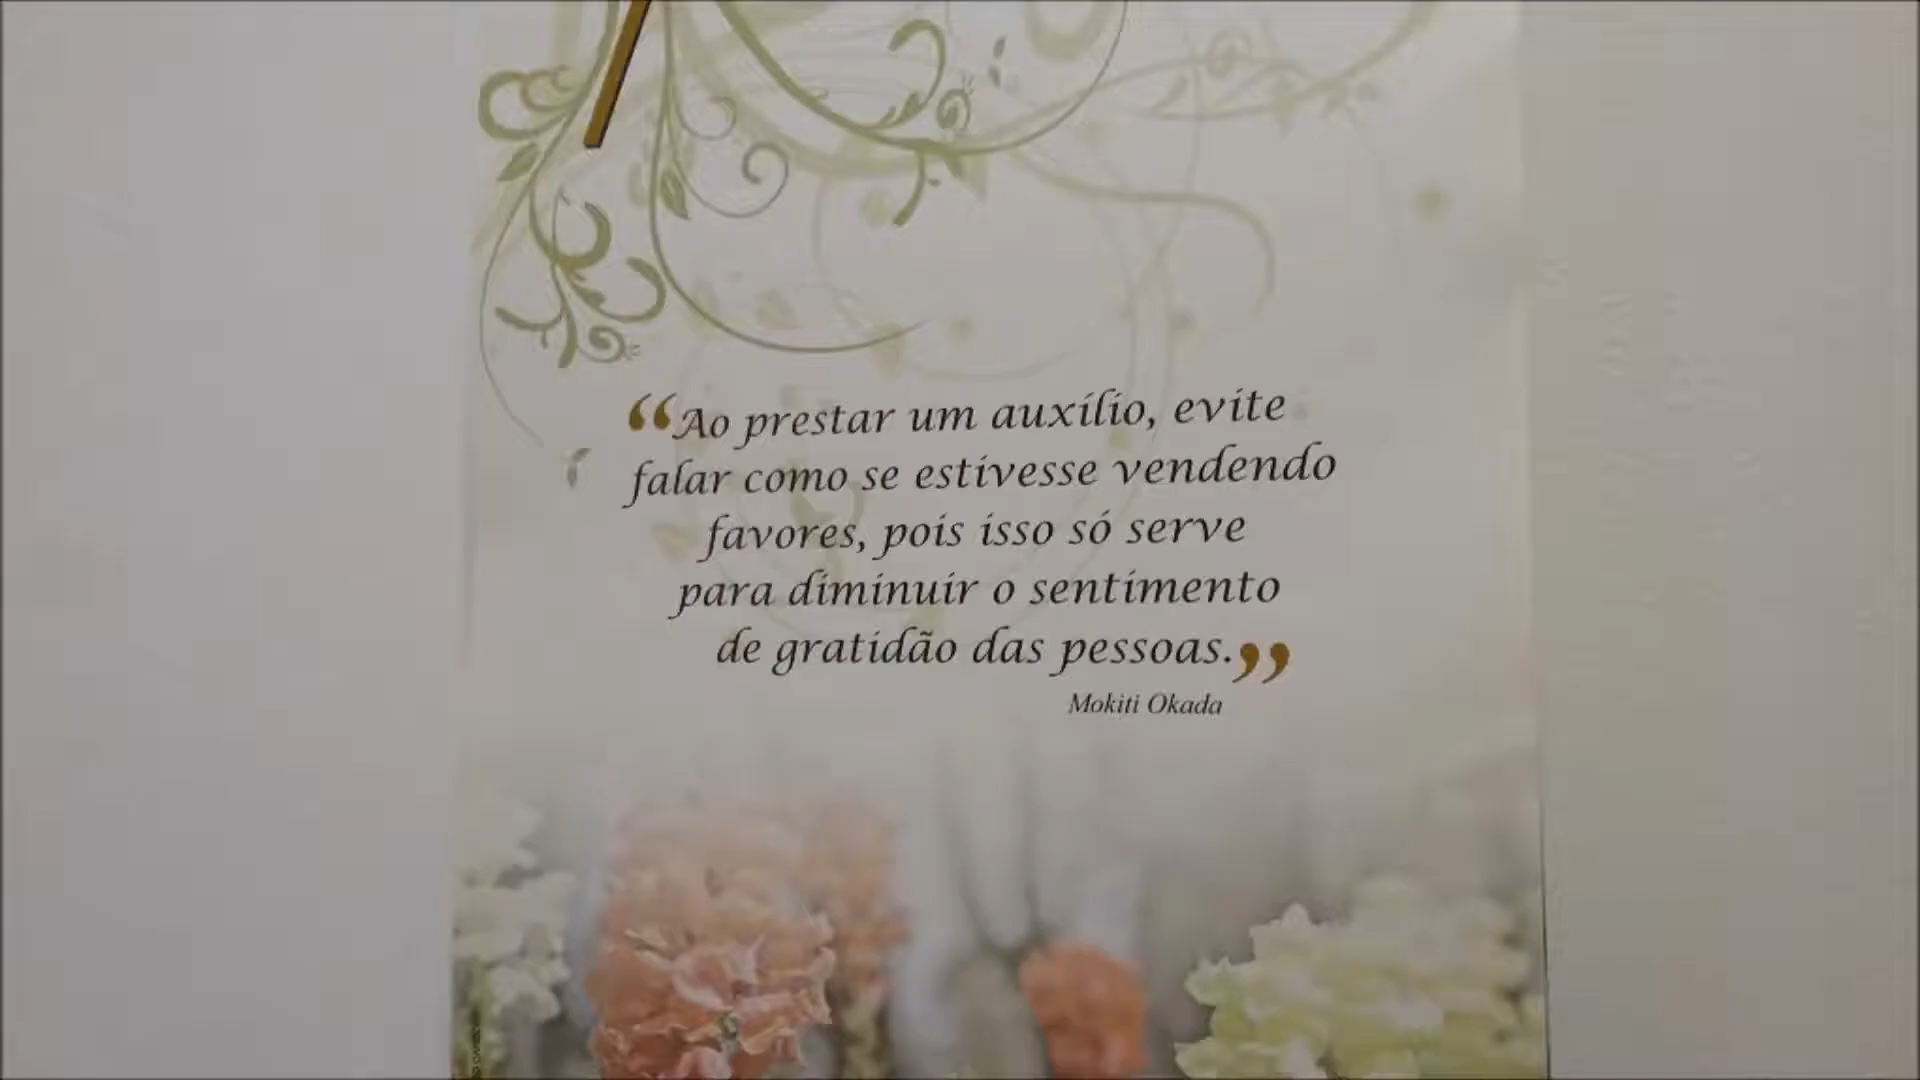 “Ao prestar um auxílio, evite
falar como se estivesse vendendo
favores, pois isso só serve
para diminuir o sentimento
de gratidão das pessoas.”
Mokiti Okada